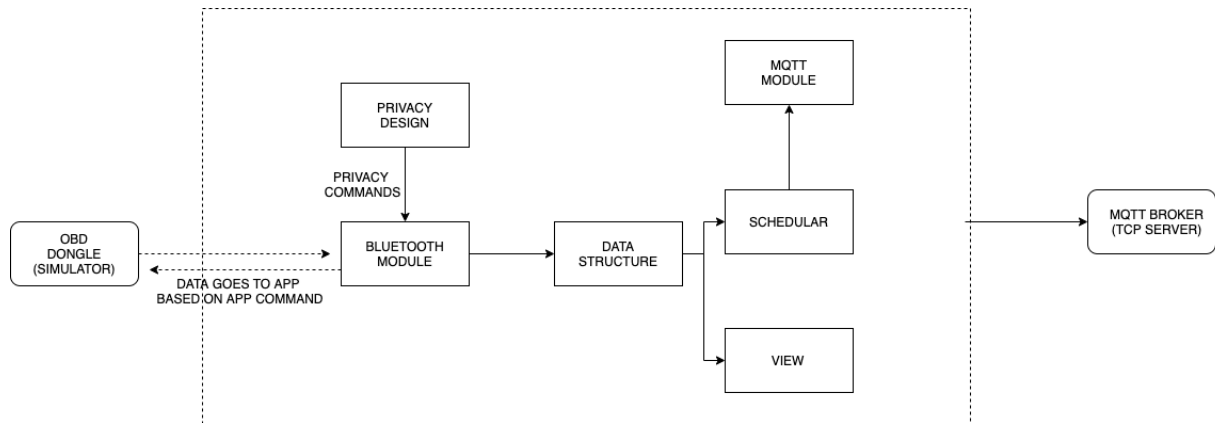 MQTT
MODULE
PRIVACY
DESIGN
PRIVACY
COMMANDS
OBD
DONGLE
(SIMULATOR)
BLUETOOTH
MODULE
DATA
STRUCTURE
SCHEDULAR
MQTT BROKER
(TCP SERVER)
DATA GOES TO APP
BASED ON APP COMMAND
VIEW